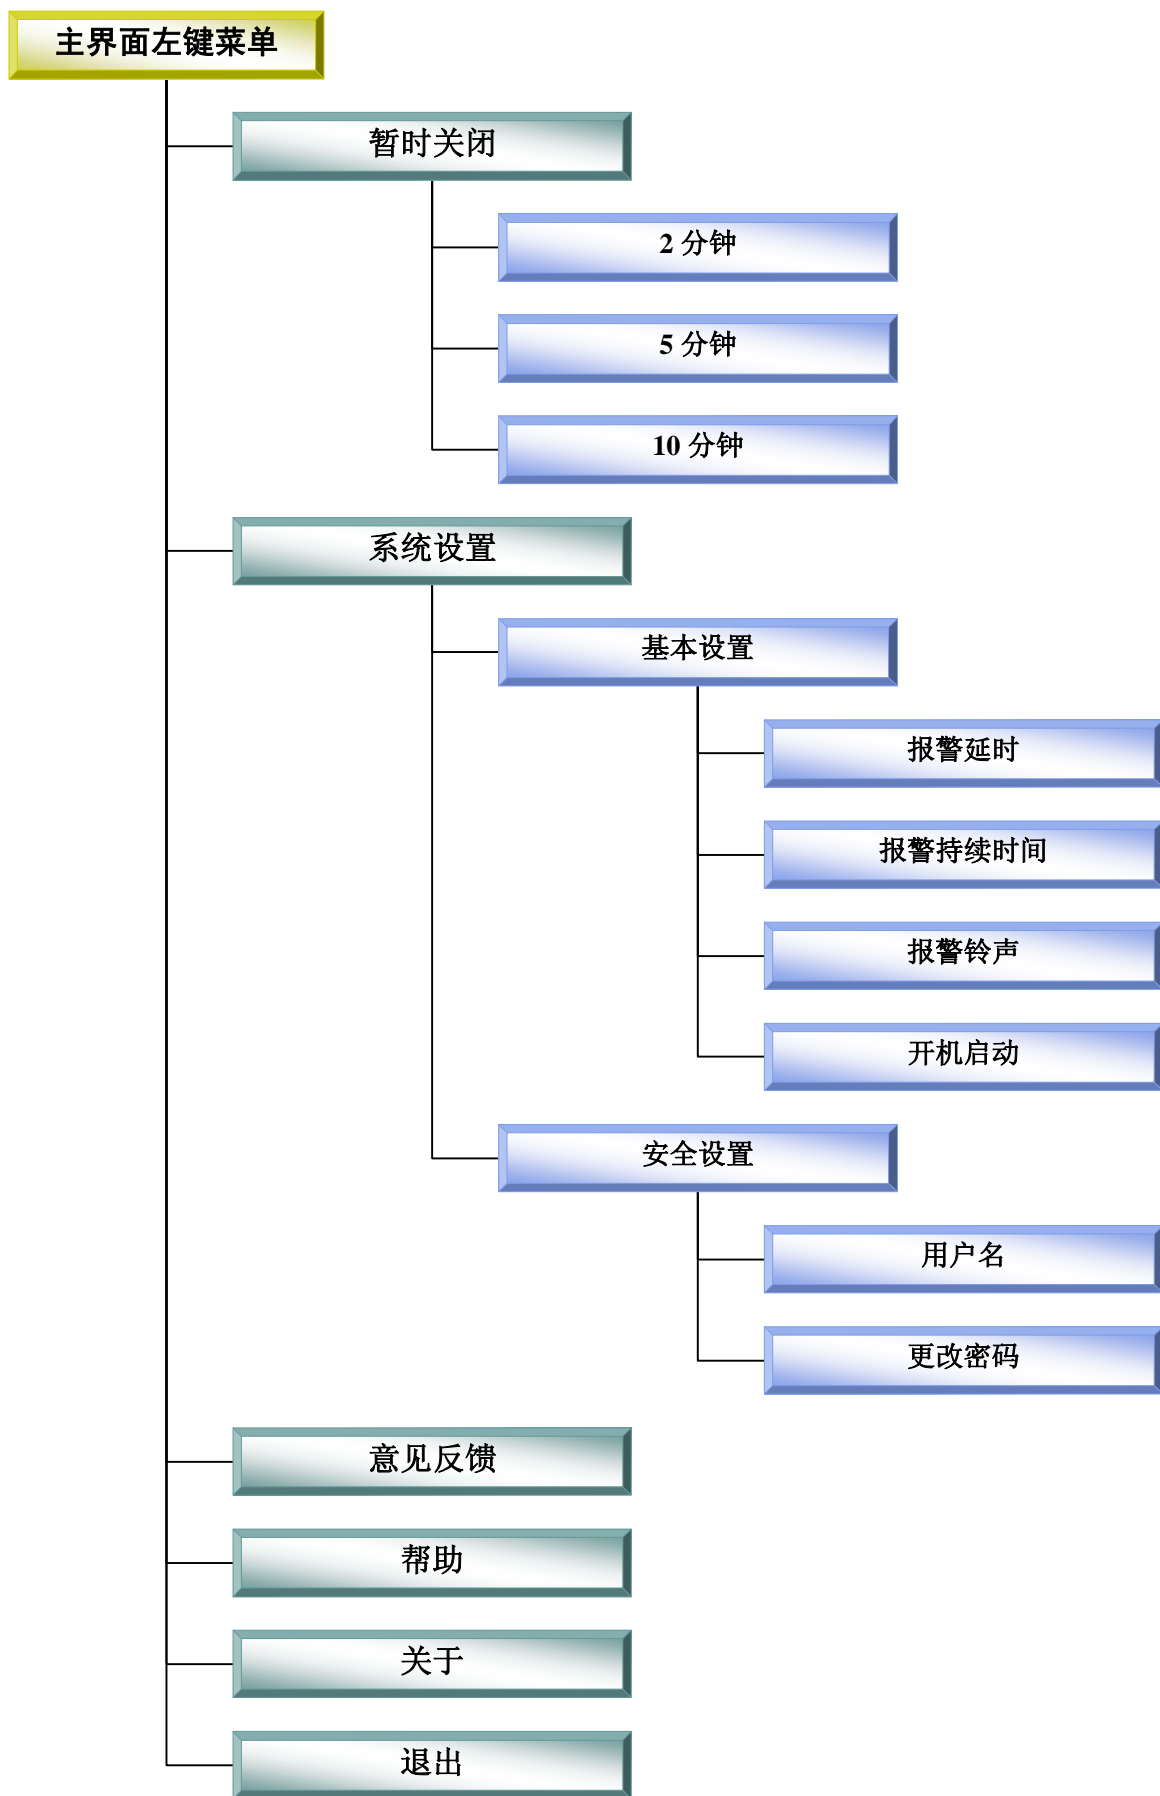 主界面左键菜单
暂时关闭
2 分钟
5 分钟
10 分钟
系统设置
基本设置
报警延时
报警持续时间
报警铃声
开机启动
安全设置
用户名
更改密码
意见反馈
帮助
关于
退出